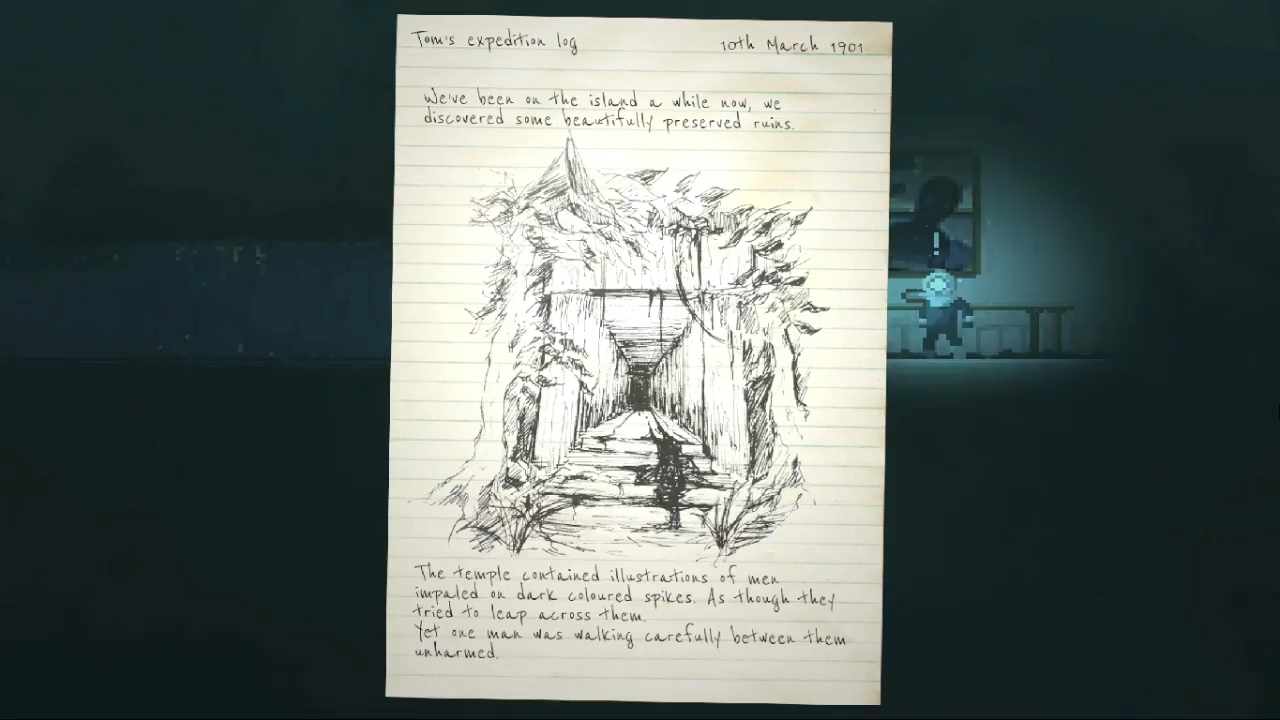 Tom's expedition log
10th March 1901
We've been on the island a while now, we
discovered some beautifully preserved ruins.
!
The temple contained illustrations of men
impaled on dark coloured spikes. As though they
tried to leap across them.
Yet one man was walking carefully between them
unharmed.